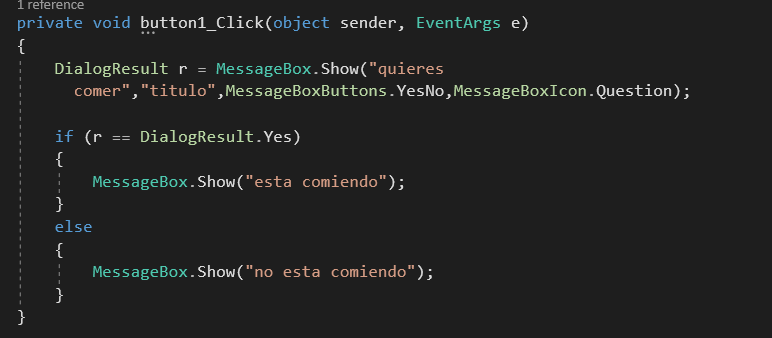 1 reference
private void button1_Click(object sender, EventArgs e)
{
DialogResult r = MessageBox.Show("quieres
comer","titulo",MessageBoxButtons.YesNo,MessageBoxIcon.Question);
if (r == DialogResult.Yes)
{
MessageBox.Show("esta comiendo");
}
else
{
MessageBox.Show("no esta comiendo");
}
}